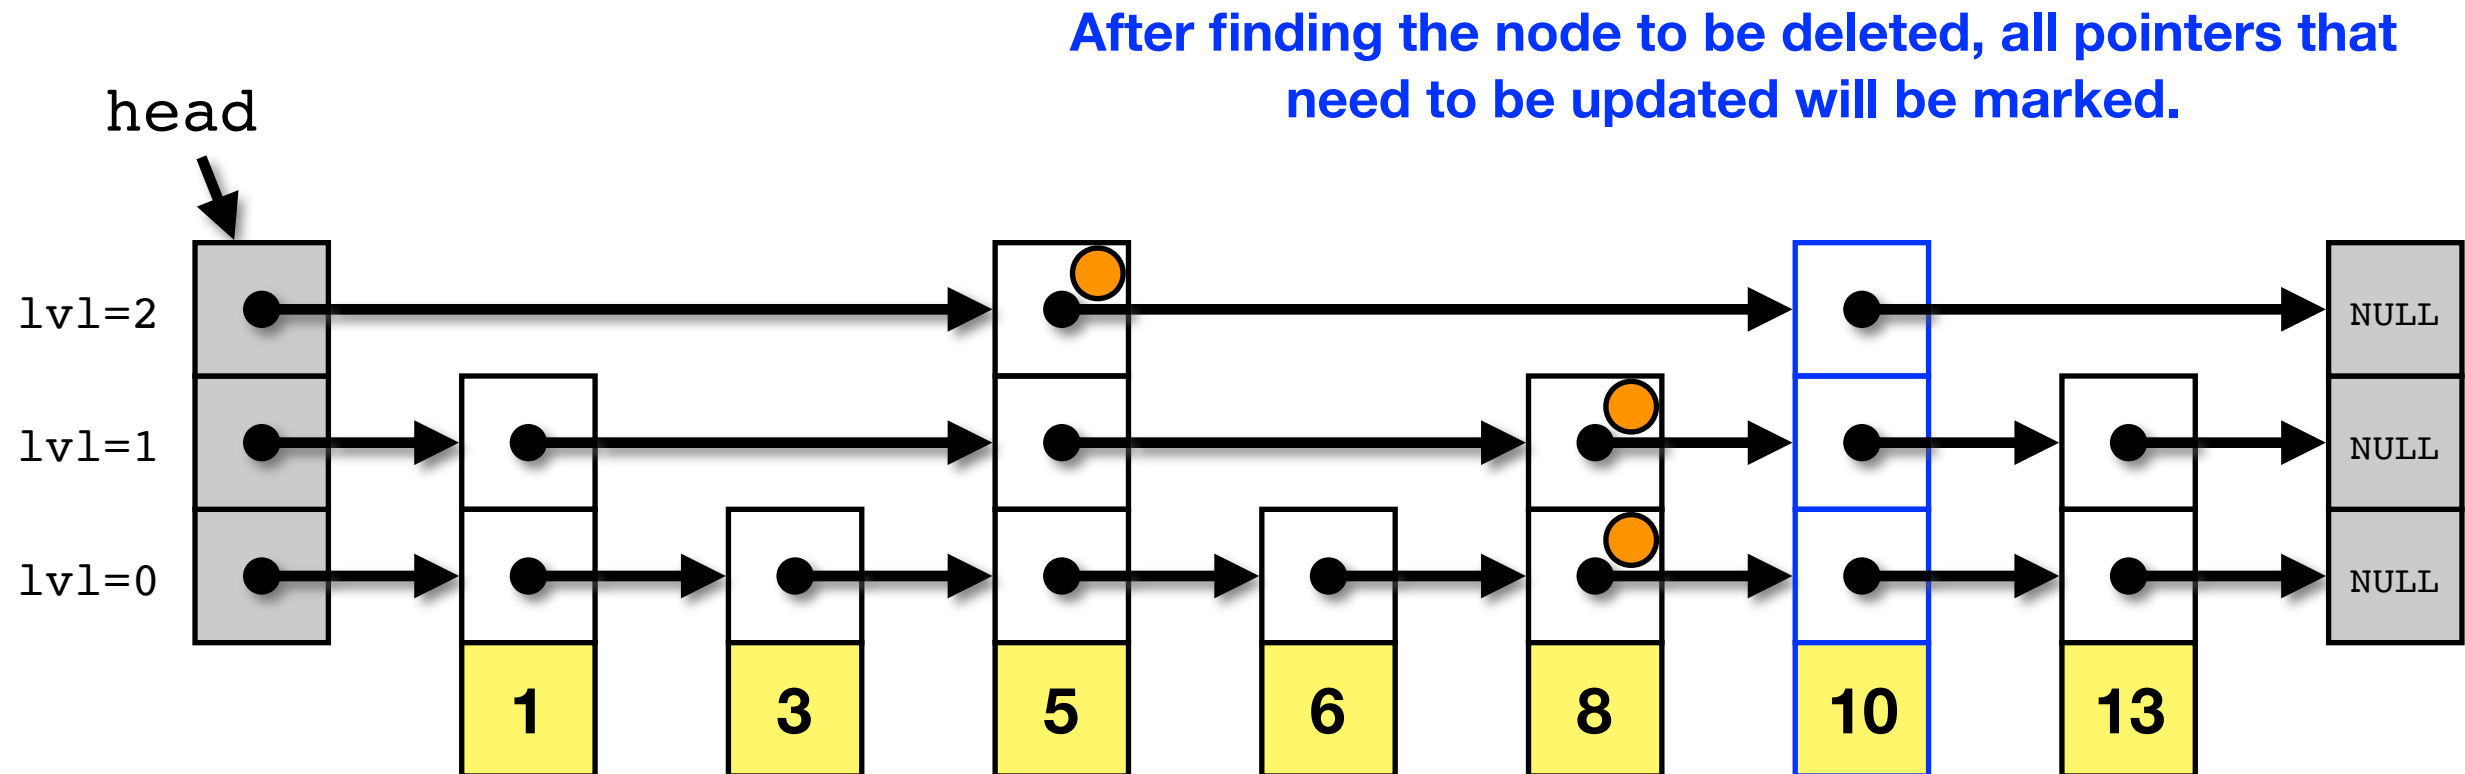 After finding the node to be deleted, all pointers that
need to be updated will be marked.
head
lvl=2
NULL
lvl=1
NULL
lvl=0
NULL
1 3 5 6 8 10 13